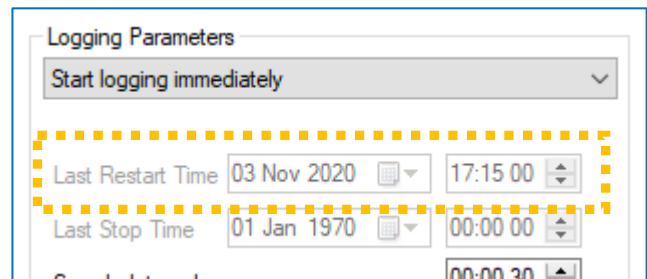 Logging Parameters
Start logging immediately
Last Restart Time 03 Nov 2020 17:15 00
Last Stop Time 01 Jan 1970 00:00 00
00:00 30